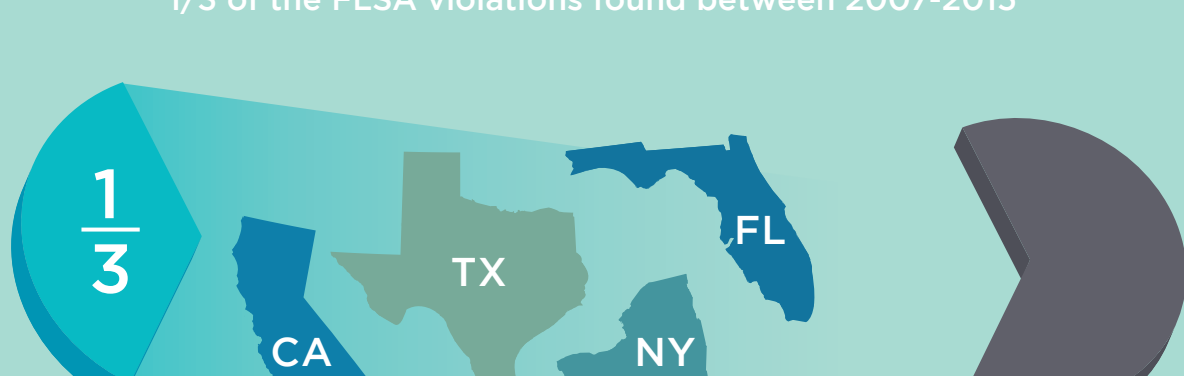 1/3 of the FLSA violations found between 2007-2015
1
3
FL
TX
NY
CA